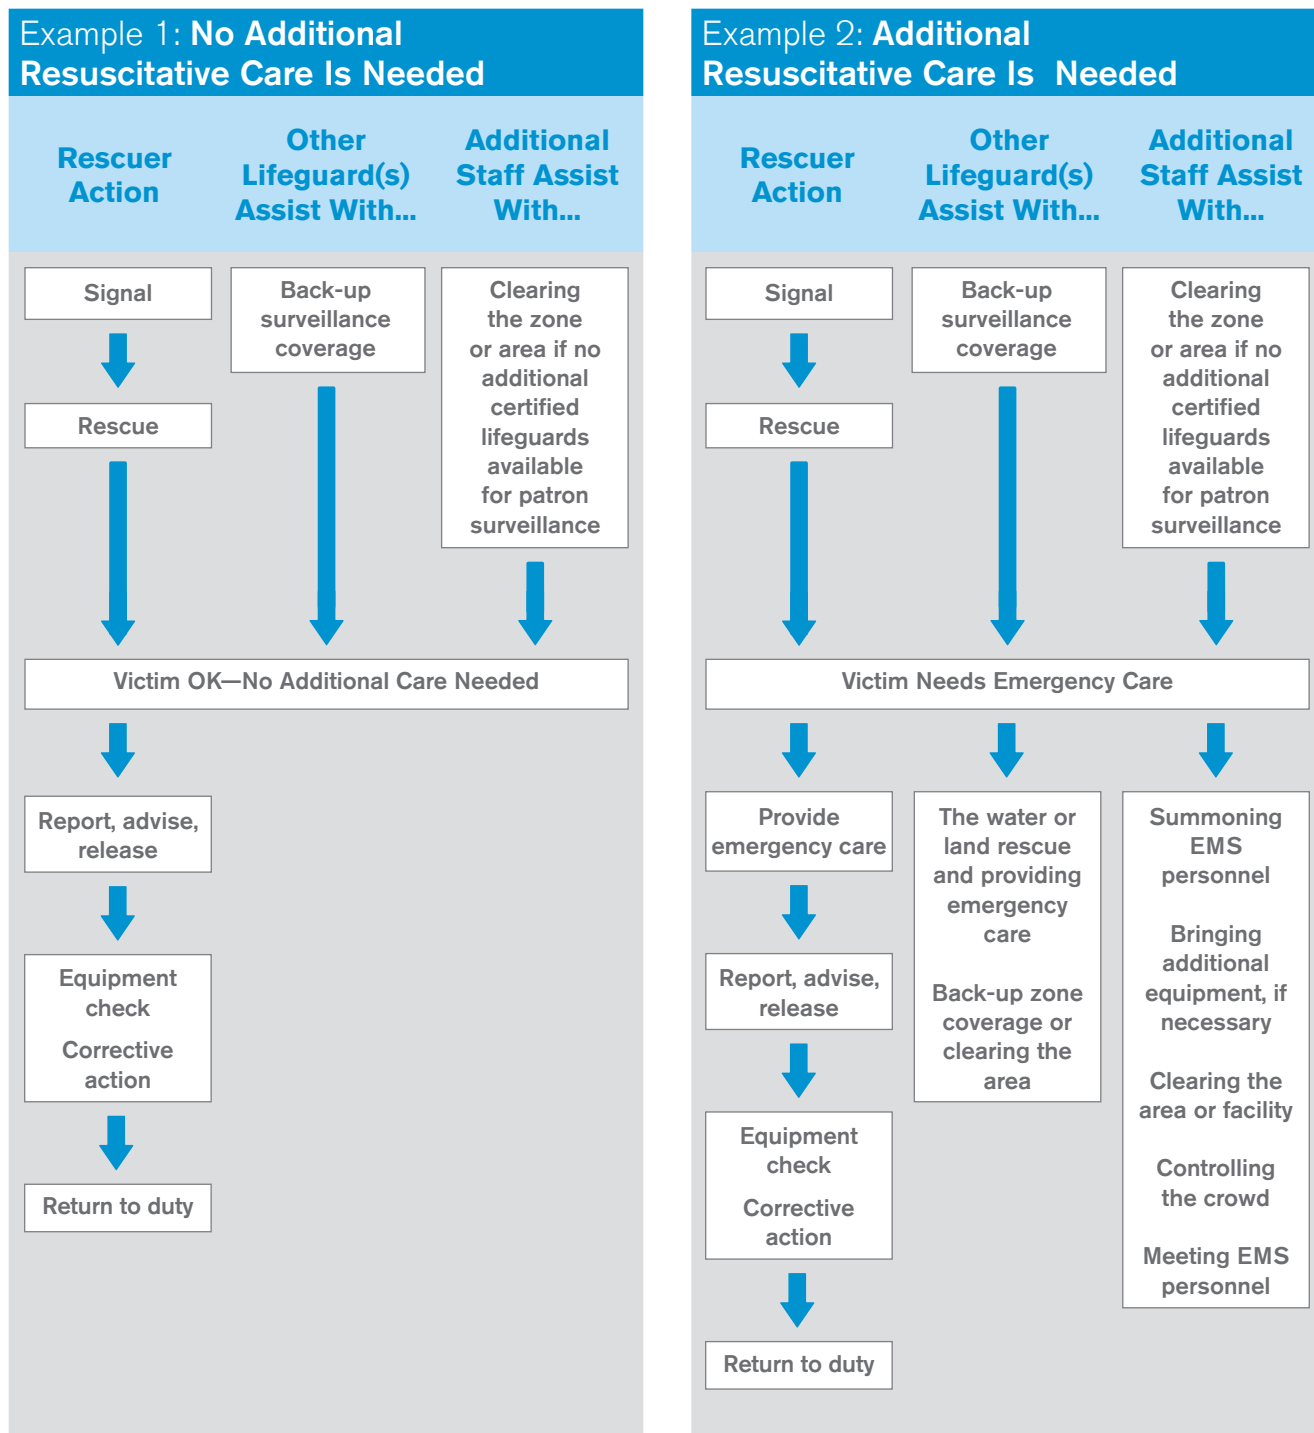 Example 1: No Additional
Resuscitative Care Is Needed
Rescuer
Action
Other
Lifeguard(s)
Assist With...
Additional
Staff Assist
With...
Signal
Rescue
Back-up
surveillance
coverage
Clearing
the zone
or area if no
additional
certified
lifeguards
available
for patron
surveillance
Victim OK—No Additional Care Needed
Report, advise,
release
Equipment
check
Corrective
action
Return to duty
Example 2: Additional
Resuscitative Care Is Needed
Rescuer
Action
Other
Lifeguard(s)
Assist With...
Additional
Staff Assist
With...
Signal
Rescue
Back-up
surveillance
coverage
Clearing
the zone
or area if no
additional
certified
lifeguards
available
for patron
surveillance
Victim Needs Emergency Care
Provide
emergency care
Report, advise,
release
Equipment
check
Corrective
action
Return to duty
The water or
land rescue
and providing
emergency
care
Back-up zone
coverage or
clearing the
area
Summoning
EMS
personnel
Bringing
additional
equipment, if
necessary
Clearing the
area or facility
Controlling
the crowd
Meeting EMS
personnel